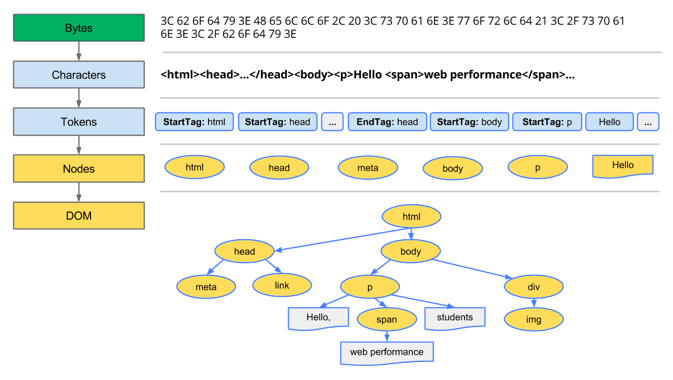 Bytes
3C 62 6F 64 79 3E 48 65 6C 6C 6F 2C 20 3C 73 70 61 6E 3E 77 6F 72 6C 64 21 3C 2F 73 70 61
6E 3E 3C 2F 62 6F 64 79 3E
Characters
<html><head>...</head><body><p>Hello <span>web performance</span>...
Tokens
StartTag: html StartTag: head ... EndTag: head StartTag: body StartTag: p Hello ...
Nodes
html head meta body p Hello
DOM
html
head body
meta link p div
Hello, span students img
web performance